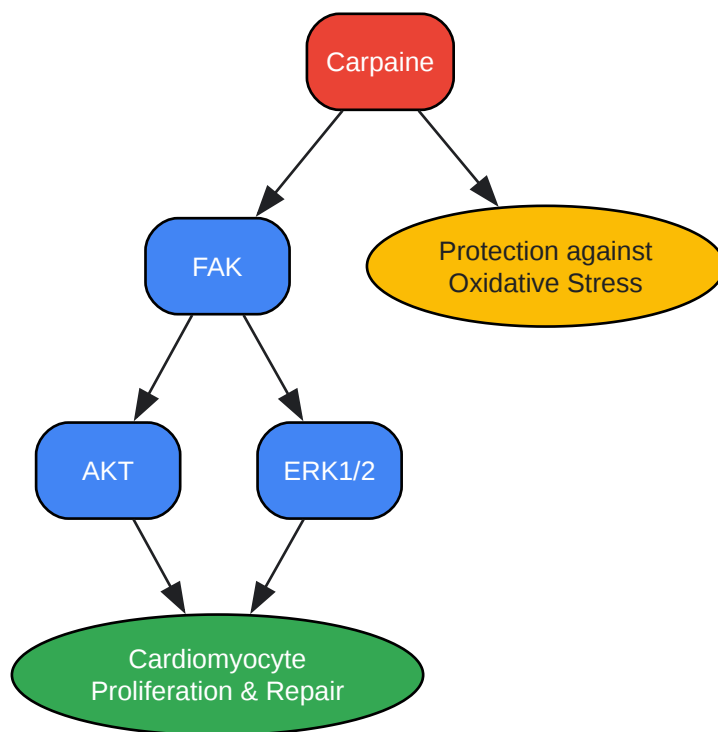 Carpaine
FAK
Protection against
Oxidative Stress
AKT
ERK1/2
Cardiomyocyte
Proliferation & Repair